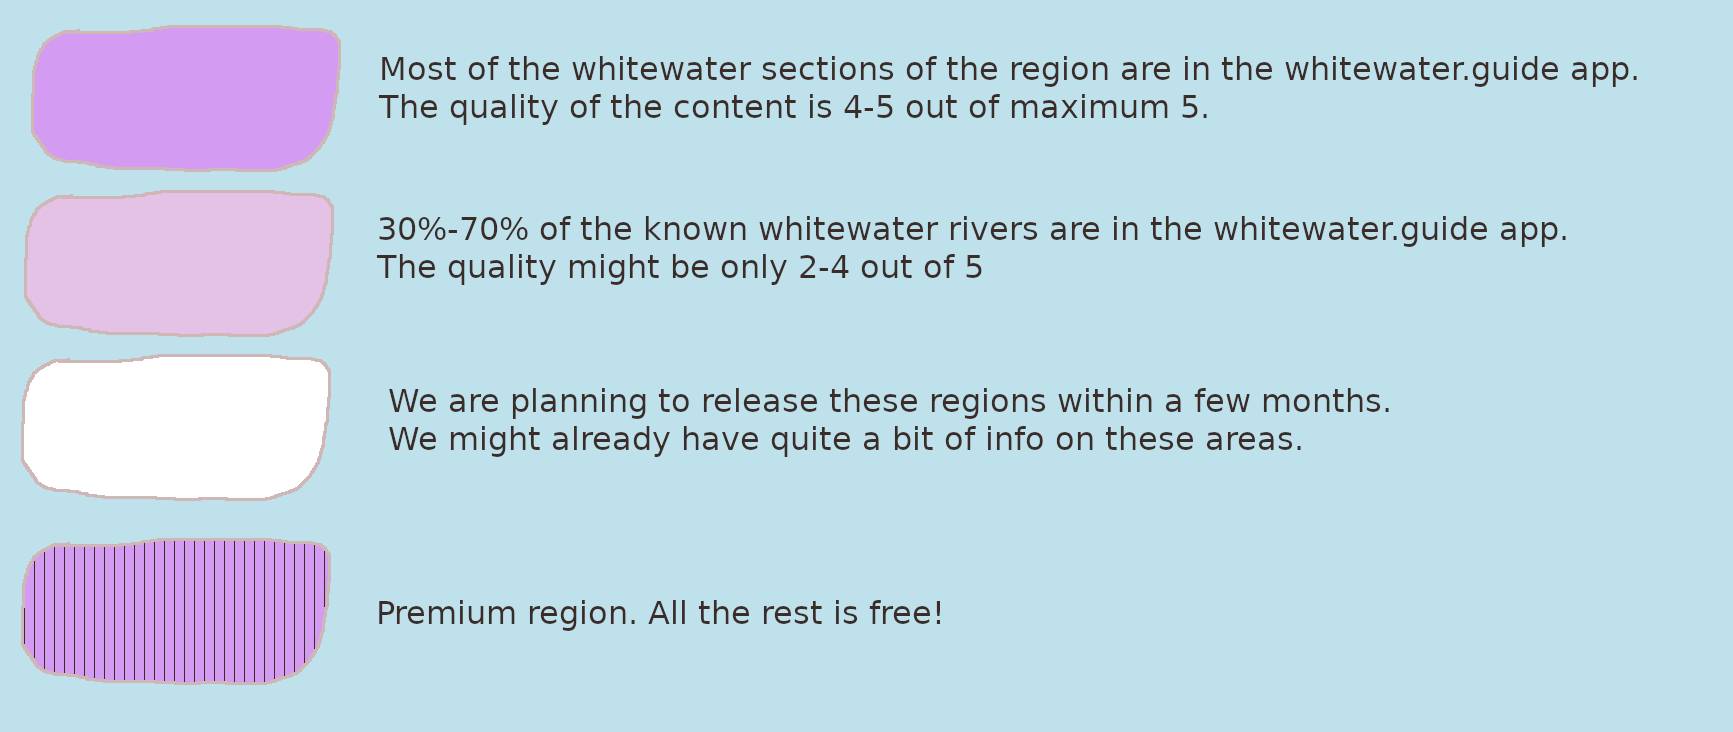 Most of the whitewater sections of the region are in the whitewater.guide app.
The quality of the content is 4-5 out of maximum 5.
30%-70% of the known whitewater rivers are in the whitewater.guide app.
The quality might be only 2-4 out of 5
We are planning to release these regions within a few months.
We might already have quite a bit of info on these areas.
Premium region. All the rest is free!